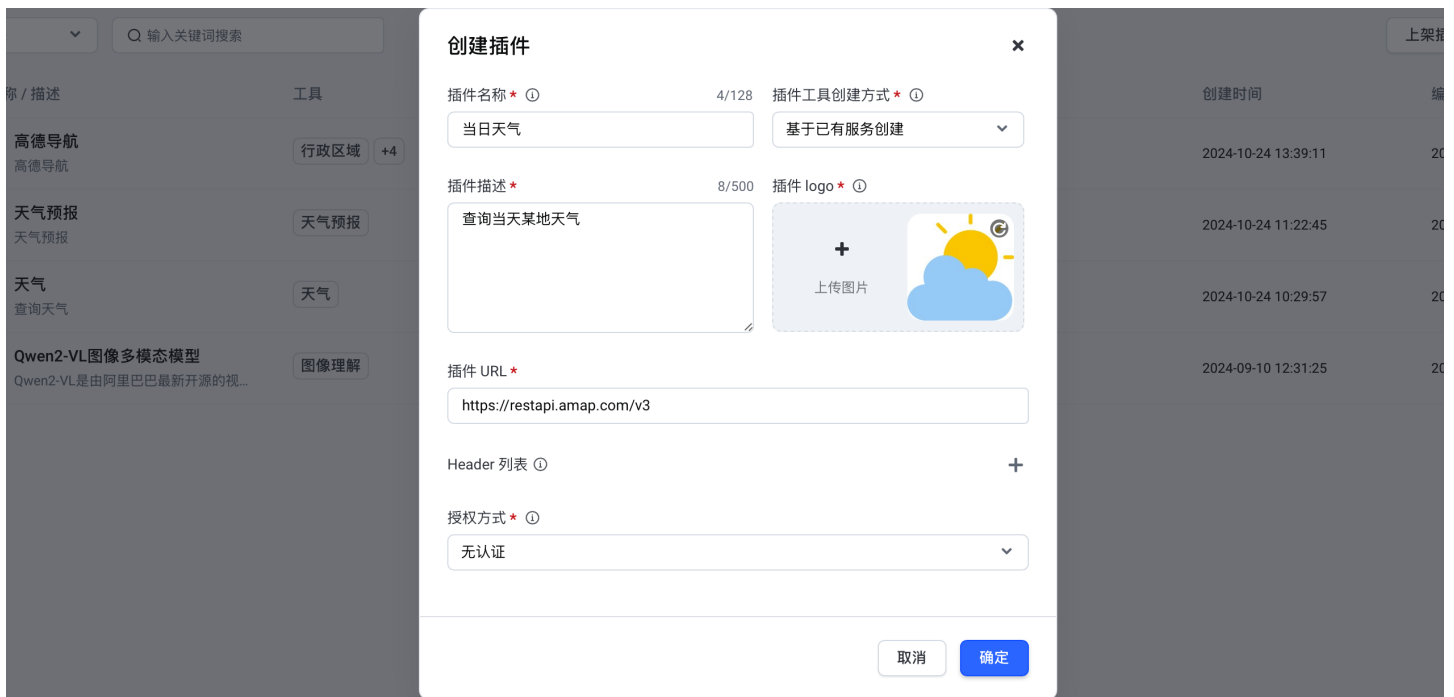 输入关键词搜索
上架插
称 / 描述 工具 创建时间 编
高德导航
高德导航
行政区域 +4
2024-10-24 13:39:11 20
天气预报
天气预报
天气预报
2024-10-24 11:22:45 20
天气
查询天气
天气
2024-10-24 10:29:57 20
Qwen2-VL图像多模态模型
Qwen2-VL是由阿里巴巴最新开源的视...
图像理解
2024-09-10 12:31:25 20
创建插件
插件名称 * 4/128
当日天气
插件工具创建方式 *
基于已有服务创建
插件描述 * 8/500
查询当天某地天气
插件 logo *
上传图片
插件 URL *
https://restapi.amap.com/v3
Header 列表
授权方式 *
无认证
取消 确定